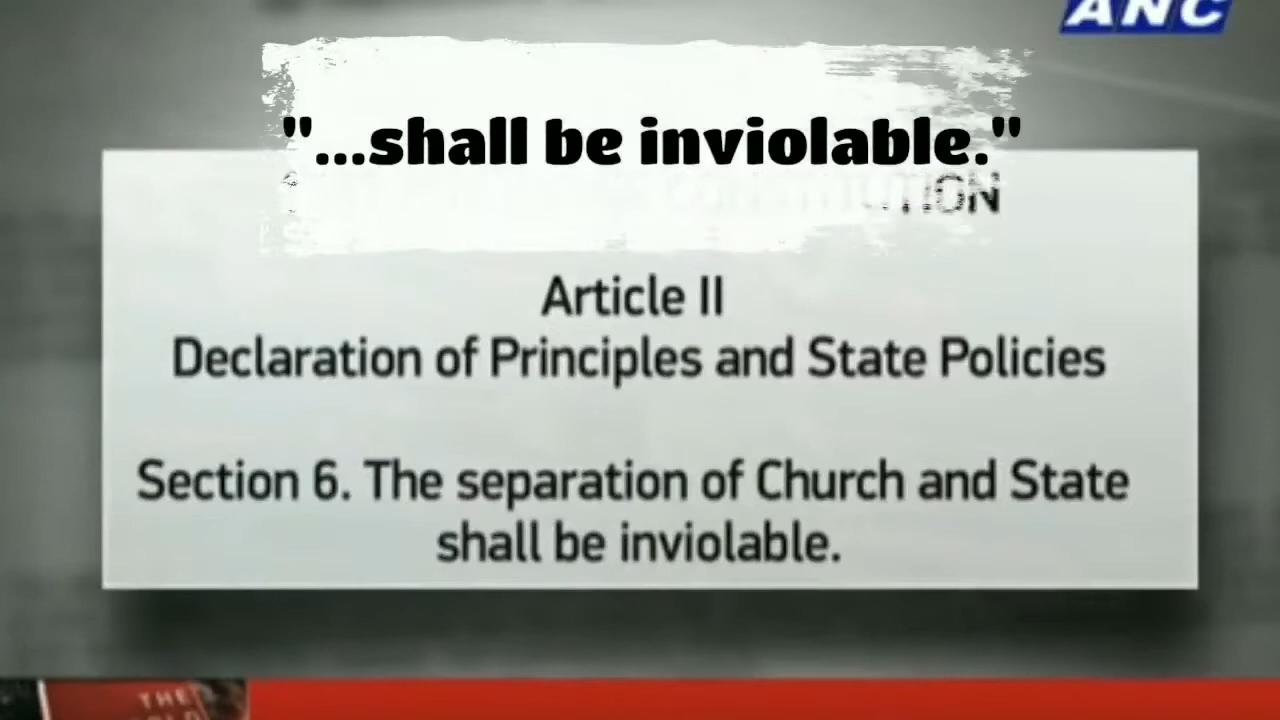 ANC
"...shall be inviolable."
Article II
Declaration of Principles and State Policies
Section 6. The separation of Church and State
shall be inviolable.
THE